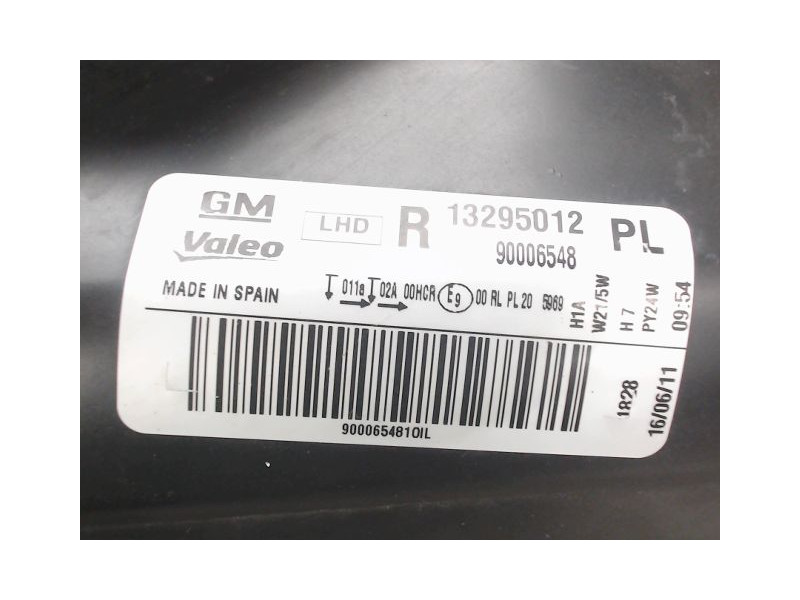 GM
Valeo
LHD
R
13295012
PL
90006548
MADE IN SPAIN
011a 02A 00HCR E9 00 RL PL 20 5969
H1A
W21/5W
H7
PY24W
09:54
1828
16/06/11
900065481OIL